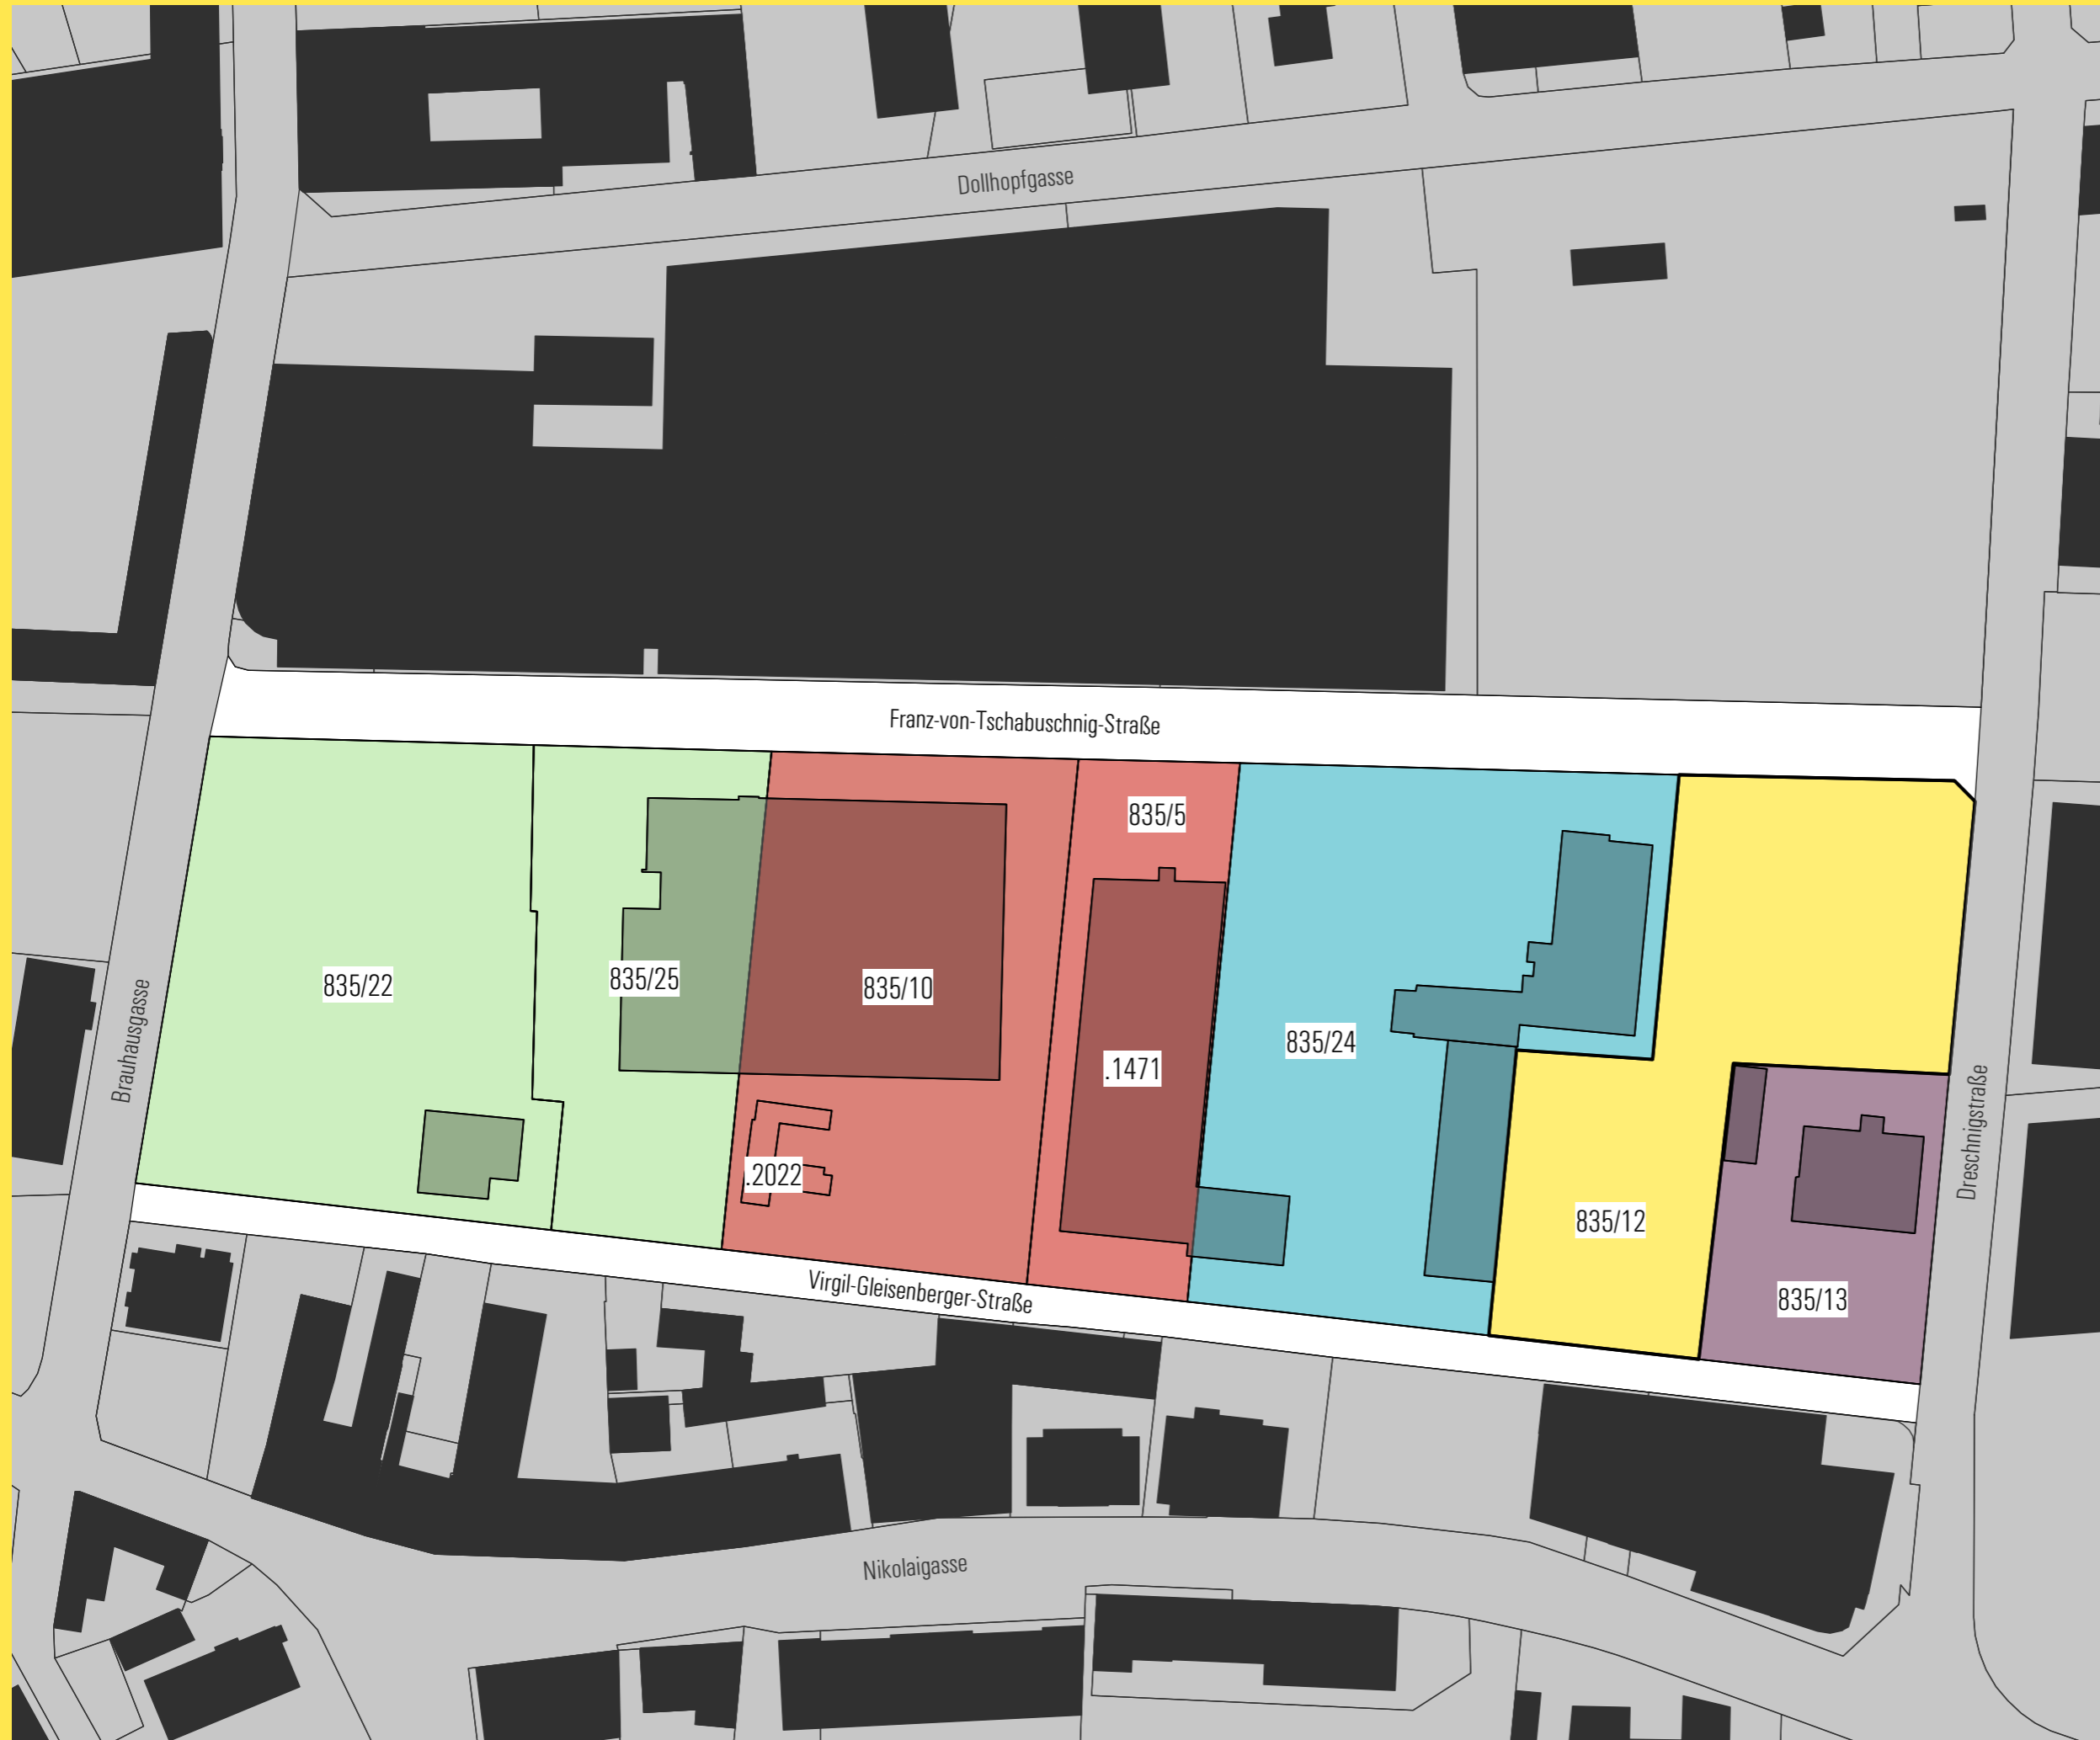 Dollhopfgasse
Franz-von-Tschabuschnig-Straße
835/5
835/22
835/25
835/10
Brauhausgasse
835/24
.1471
Dreschnigstraße
.2022
835/12
835/13
Virgil-Gleisenberger-Straße
Nikolaigasse